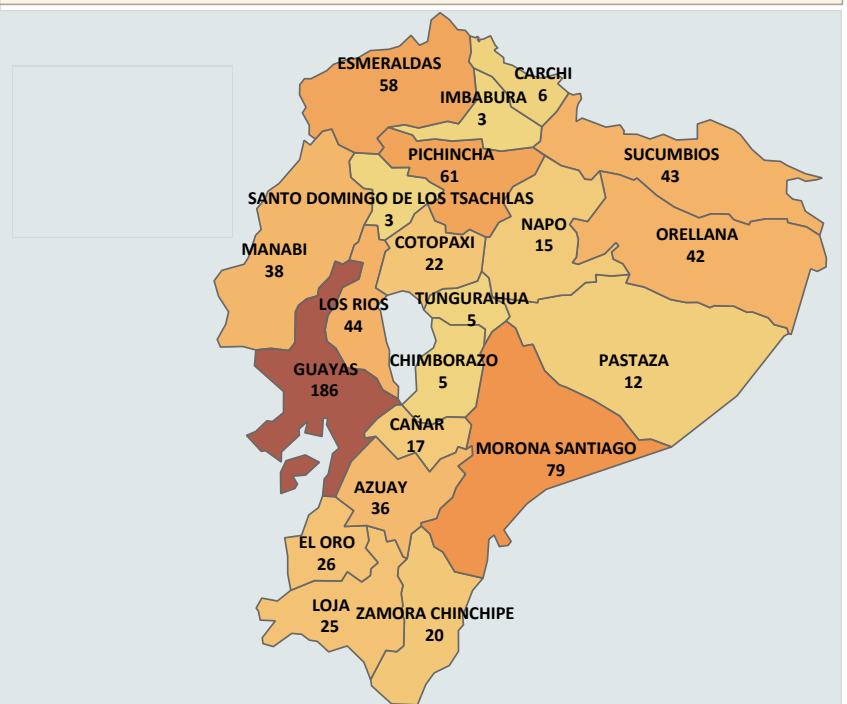 ESMERALDAS
58
CARCHI
6
IMBABURA
3
PICHINCHA
61
SUCUMBIOS
43
SANTO DOMINGO DE LOS TSACHILAS
3
NAPO
15
ORELLANA
42
MANABI
38
COTOPAXI
22
LOS RIOS
44
TUNGURAHUA
5
GUAYAS
186
CHIMBORAZO
5
PASTAZA
12
CAÑAR
17
MORONA SANTIAGO
79
AZUAY
36
EL ORO
26
LOJA
25
ZAMORA CHINCHIPE
20